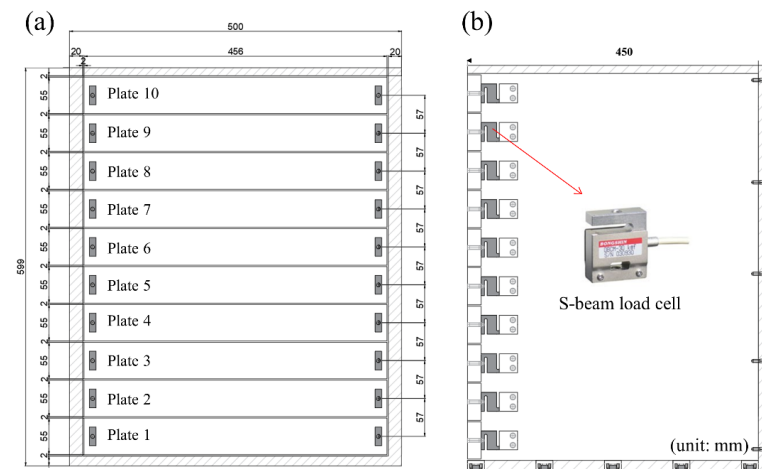 (a)
500
20
456
20
2
2
55
Plate 10
2
55
Plate 9
57
2
55
Plate 8
57
2
55
Plate 7
57
2
55
Plate 6
57
599
2
55
Plate 5
57
2
55
Plate 4
57
2
55
Plate 3
57
2
55
Plate 2
57
2
55
Plate 1
57
2
(b)
450
BONGSHIN
S-beam load cell
(unit: mm)